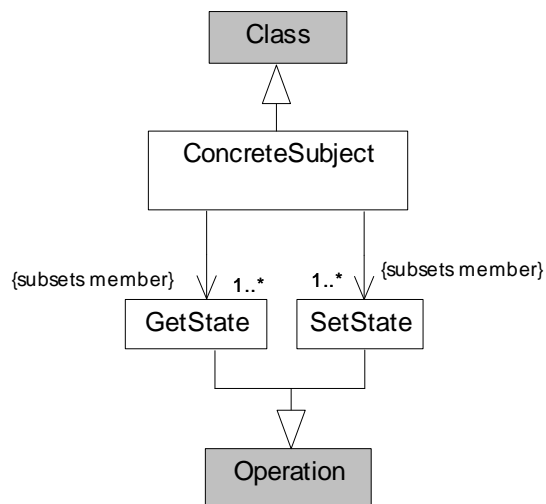 Class
ConcreteSubject
{subsets member}
1..*
1..*
{subsets member}
GetState
SetState
Operation